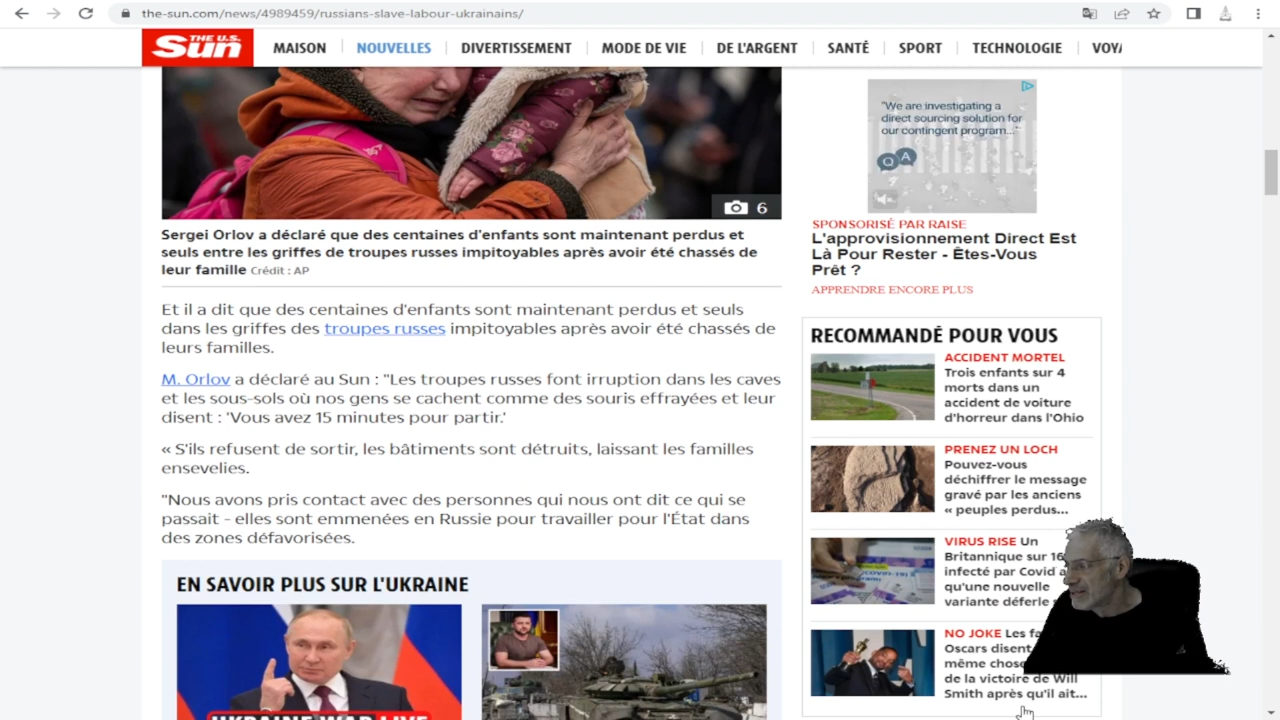 the-sun.com/news/4989459/russians-slave-labour-ukrainains/
THE U.S. Sun
MAISON NOUVELLES DIVERTISSEMENT MODE DE VIE DE L'ARGENT SANTÉ SPORT TECHNOLOGIE VOYA
6
Sergei Orlov a déclaré que des centaines d'enfants sont maintenant perdus et
seuls entre les griffes de troupes russes impitoyables après avoir été chassés de
leur famille Crédit : AP
Et il a dit que des centaines d'enfants sont maintenant perdus et seuls
dans les griffes des troupes russes impitoyables après avoir été chassés de
leurs familles.
M. Orlov a déclaré au Sun : "Les troupes russes font irruption dans les caves
et les sous-sols où nos gens se cachent comme des souris effrayées et leur
disent : 'Vous avez 15 minutes pour partir.'
« S'ils refusent de sortir, les bâtiments sont détruits, laissant les familles
ensevelies.
"Nous avons pris contact avec des personnes qui nous ont dit ce qui se
passait - elles sont emmenées en Russie pour travailler pour l'État dans
des zones défavorisées.
EN SAVOIR PLUS SUR L'UKRAINE
UKRAINE WAR LIVE
"We are investigating a
direct sourcing solution for
our contingent program..."
Q A
SPONSORISÉ PAR RAISE
L'approvisionnement Direct Est
Là Pour Rester - Êtes-Vous
Prêt ?
APPRENDRE ENCORE PLUS
RECOMMANDÉ POUR VOUS
ACCIDENT MORTEL
Trois enfants sur 4
morts dans un
accident de voiture
d'horreur dans l'Ohio
PRENEZ UN LOCH
Pouvez-vous
déchiffrer le message
gravé par les anciens
« peuples perdus...
VIRUS RISE Un
Britannique sur 16
infecté par Covid a
qu'une nouvelle
variante déferle
NO JOKE Les fa
Oscars disent
même chos
de la victoire de Will
Smith après qu'il ait...